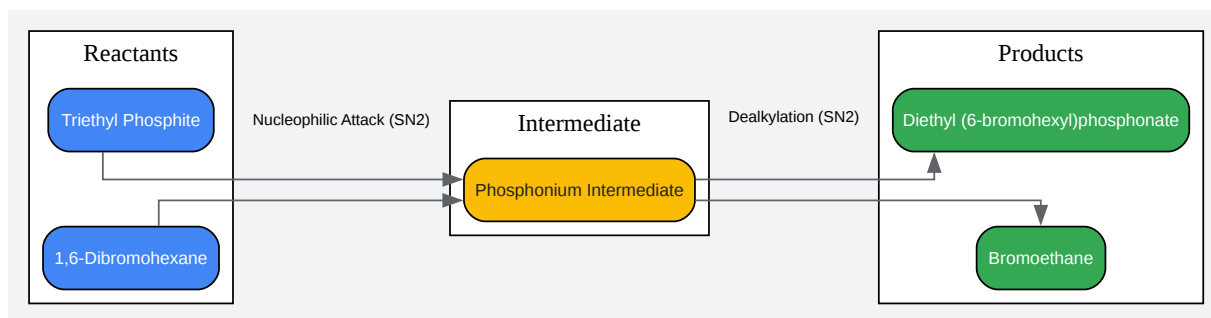 Reactants
Triethyl Phosphite
1,6-Dibromohexane
Nucleophilic Attack (SN2)
Intermediate
Phosphonium Intermediate
Dealkylation (SN2)
Products
Diethyl (6-bromohexyl)phosphonate
Bromoethane